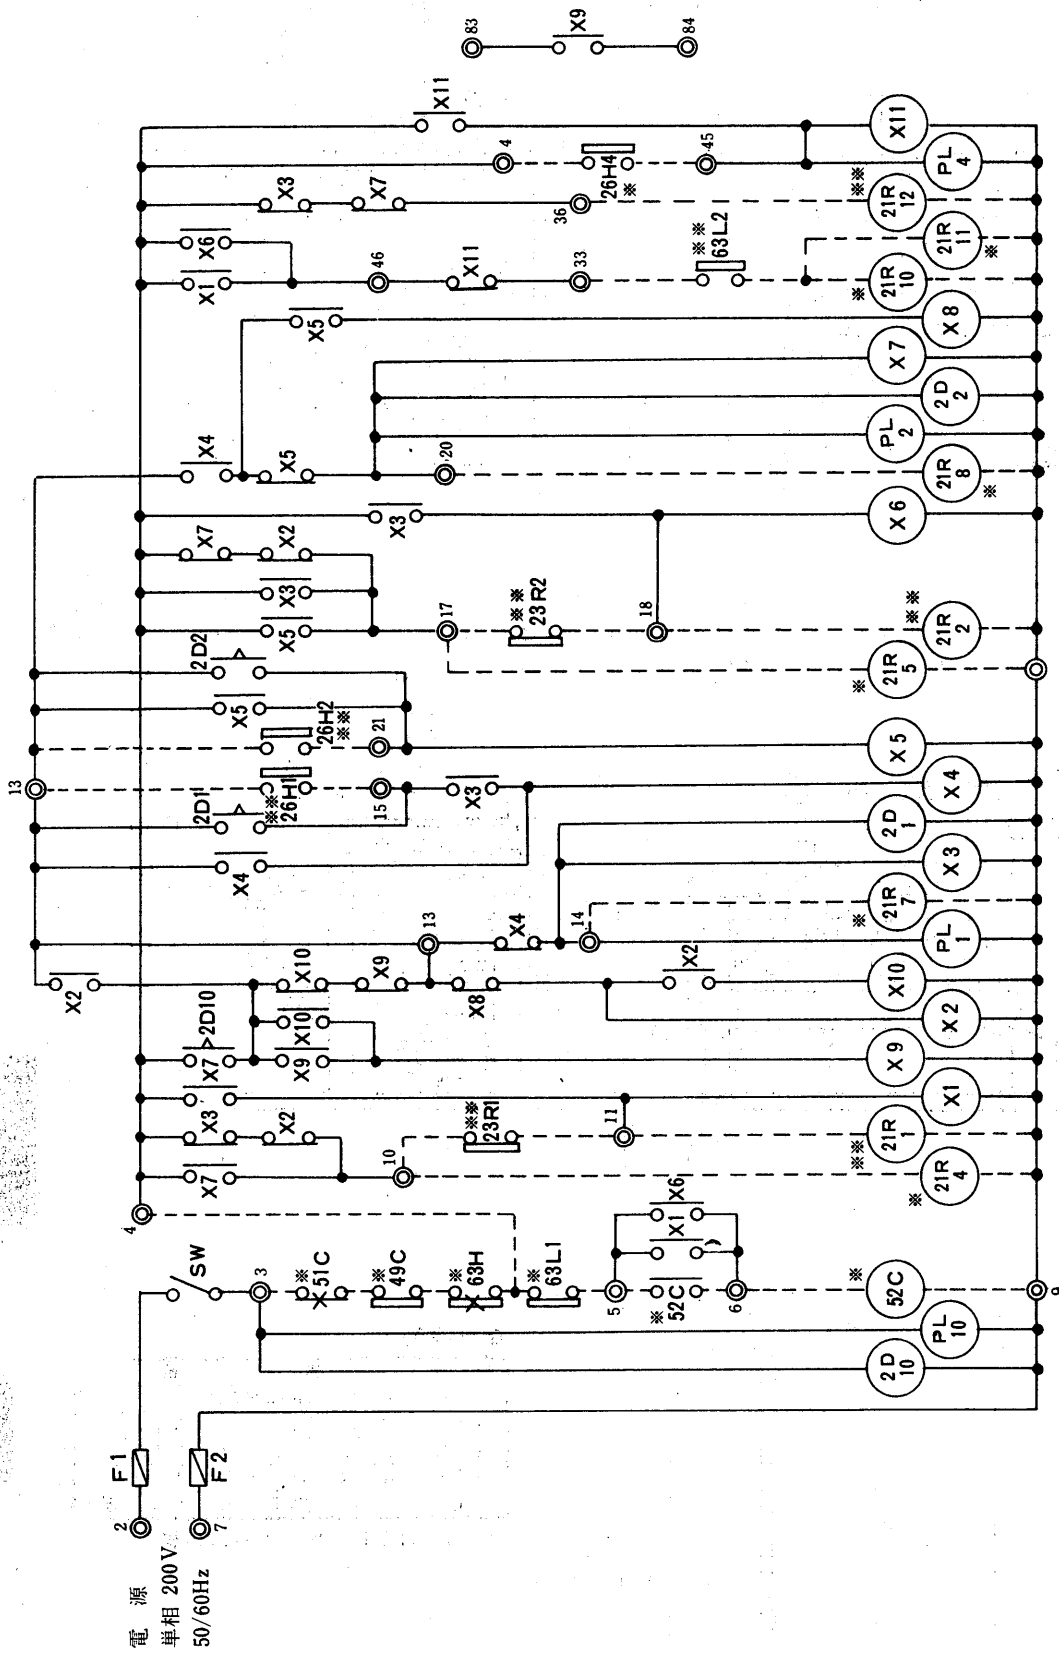 電源
単相 200V
50/60Hz
2
F1
7
F2
SW
3
※
51C
※
49C
※
63H
※
63L1
5
※
52C
X1
X6
6
2D
10
PL
10
※
52C
a
4
X7
X3
X2
10
※※
23R1
11
※
21R
4
※※
21R
1
X1
X7
2D10
X9
X10
X10
X9
X8
X2
X2
13
X4
14
X9
X2
X10
PL
1
※
21R
7
X3
2D
1
X4
13
X4
2D1
※※
26H1
15
X3
26H2
※※
21
X5
2D2
X5
X5
X3
X7
X2
17
※※
23R2
18
X3
※
21R
5
※※
21R
2
X6
X4
X5
20
X5
21R
8
※
PL
2
2D
2
X7
X8
X1
X6
46
X11
33
※※
63L2
※
21R
10
21R
11
※
X3
X7
36
※※
21R
12
4
26H4
※
45
PL
4
X11
X11
83
X9
84